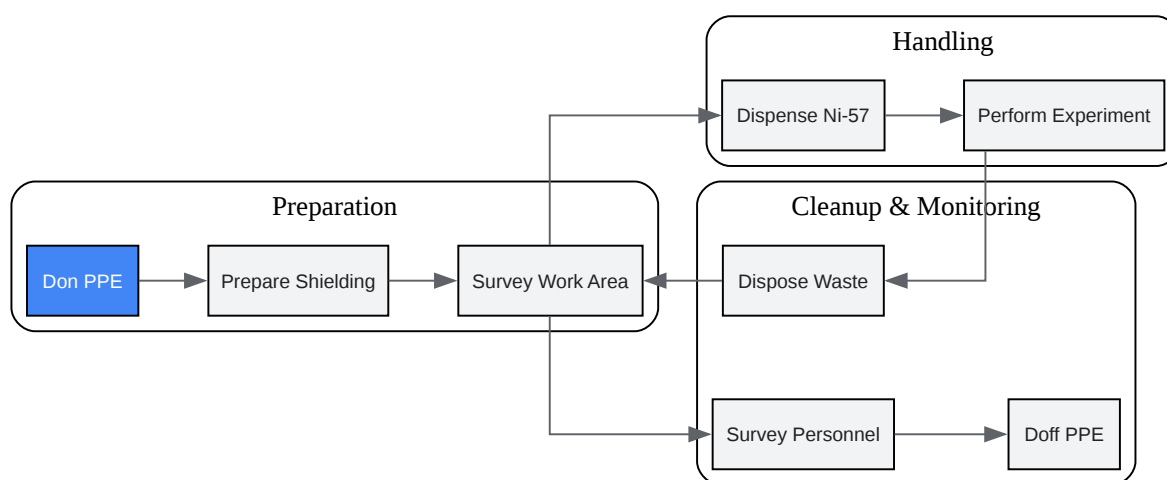 Handling
Dispense Ni-57
Perform Experiment
Preparation
Don PPE
Prepare Shielding
Survey Work Area
Cleanup & Monitoring
Dispose Waste
Survey Personnel
Doff PPE